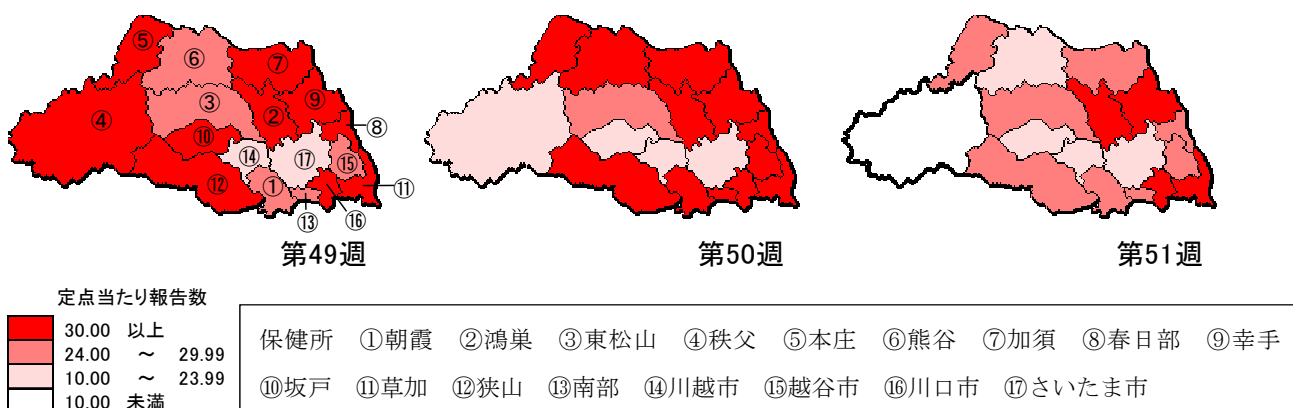 ⑤
⑥
⑦
③
②
⑨
④
⑧
⑩
⑭
⑰
⑮
⑫
①
⑪
⑬
⑯
第49週
第50週
第51週
定点当たり報告数
30.00 以上
24.00 ～ 29.99
10.00 ～ 23.99
10.00 未満
保健所 ①朝霞 ②鴻巣 ③東松山 ④秩父 ⑤本庄 ⑥熊谷 ⑦加須 ⑧春日部 ⑨幸手
⑩坂戸 ⑪草加 ⑫狭山 ⑬南部 ⑭川越市 ⑮越谷市 ⑯川口市 ⑰さいたま市